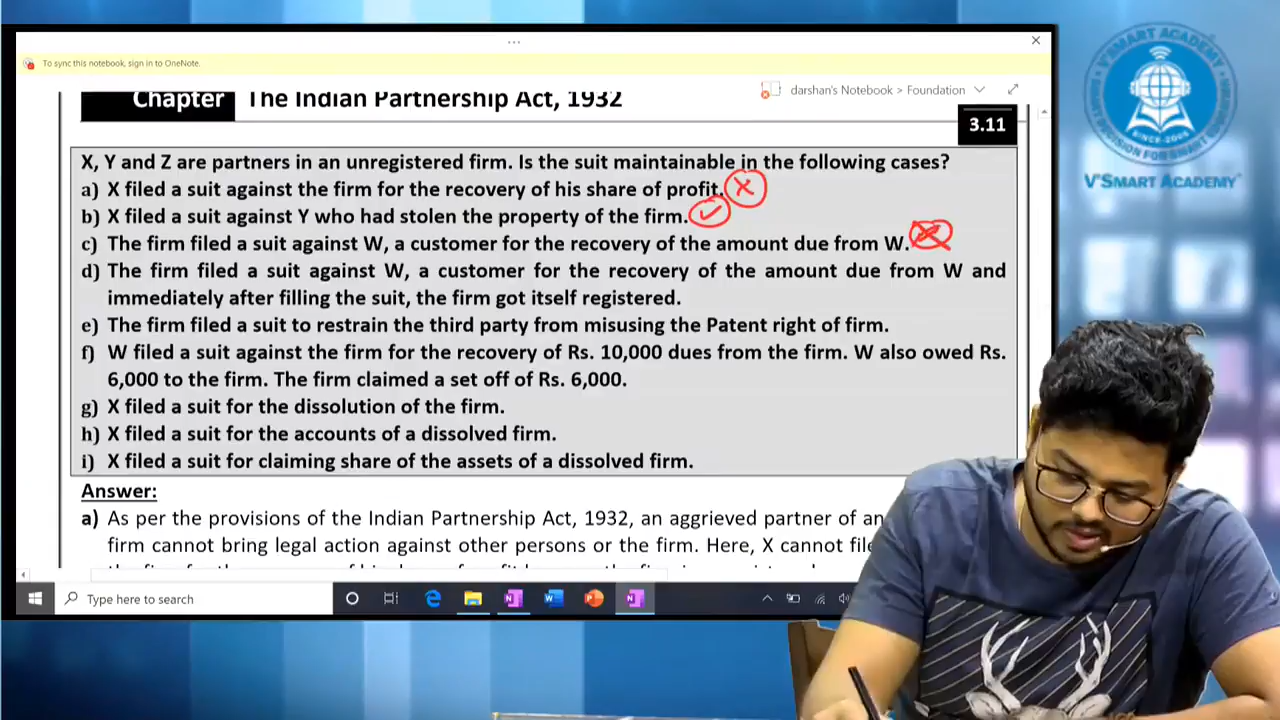 V'SMART ACADEMY
SINCE-2006
V'SMART ACADEMY
To sync this notebook, sign in to OneNote.
Chapter The Indian Partnership Act, 1932
darshan's Notebook > Foundation
3.11
X, Y and Z are partners in an unregistered firm. Is the suit maintainable in the following cases?
a) X filed a suit against the firm for the recovery of his share of profit.
b) X filed a suit against Y who had stolen the property of the firm.
c) The firm filed a suit against W, a customer for the recovery of the amount due from W.
d) The firm filed a suit against W, a customer for the recovery of the amount due from W and
immediately after filling the suit, the firm got itself registered.
e) The firm filed a suit to restrain the third party from misusing the Patent right of firm.
f) W filed a suit against the firm for the recovery of Rs. 10,000 dues from the firm. W also owed Rs.
6,000 to the firm. The firm claimed a set off of Rs. 6,000.
g) X filed a suit for the dissolution of the firm.
h) X filed a suit for the accounts of a dissolved firm.
i) X filed a suit for claiming share of the assets of a dissolved firm.
Answer:
a) As per the provisions of the Indian Partnership Act, 1932, an aggrieved partner of an
firm cannot bring legal action against other persons or the firm. Here, X cannot file
Type here to search